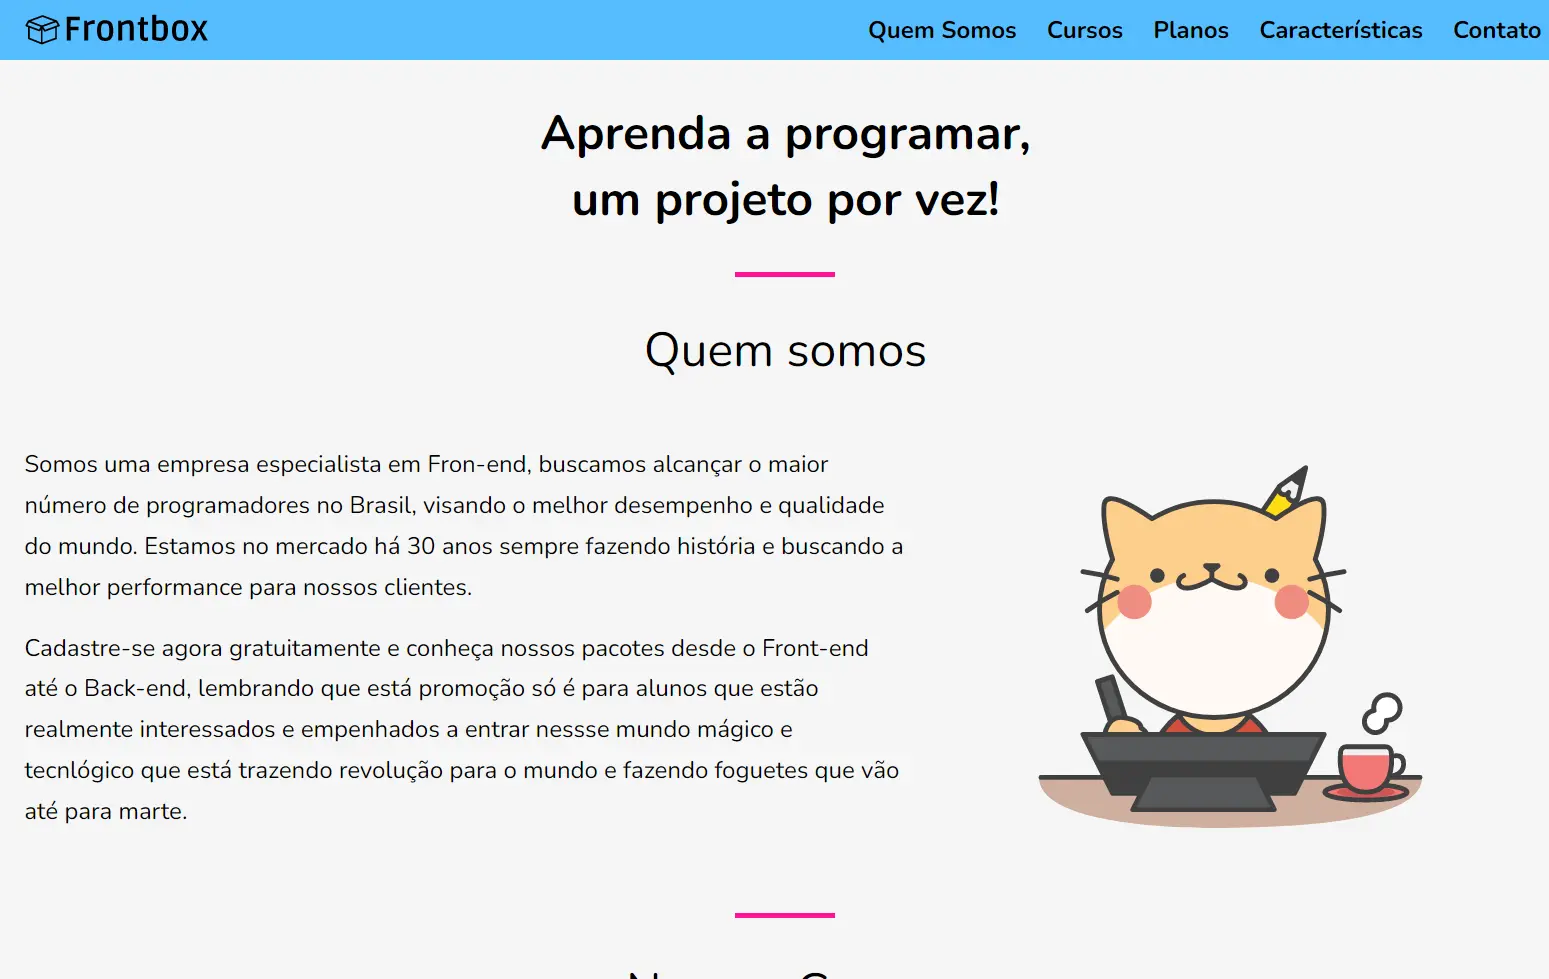 Frontbox
Quem Somos Cursos Planos Características Contato
Aprenda a programar,
um projeto por vez!
Quem somos
Somos uma empresa especialista em Fron-end, buscamos alcançar o maior
número de programadores no Brasil, visando o melhor desempenho e qualidade
do mundo. Estamos no mercado há 30 anos sempre fazendo história e buscando a
melhor performance para nossos clientes.
Cadastre-se agora gratuitamente e conheça nossos pacotes desde o Front-end
até o Back-end, lembrando que está promoção só é para alunos que estão
realmente interessados e empenhados a entrar nessse mundo mágico e
tecnlógico que está trazendo revolução para o mundo e fazendo foguetes que vão
até para marte.